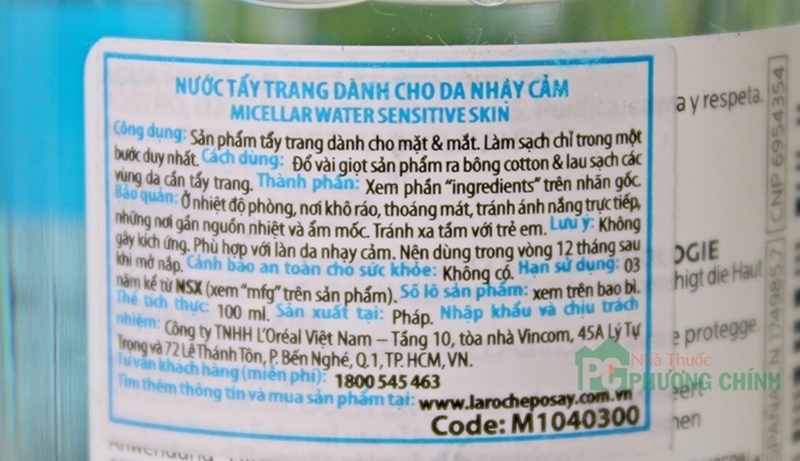 NƯỚC TẨY TRANG DÀNH CHO DA NHẠY CẢM
MICELLAR WATER SENSITIVE SKIN
Công dụng: Sản phẩm tẩy trang dành cho mặt & mắt. Làm sạch chỉ trong một
bước duy nhất. Cách dùng: Đổ vài giọt sản phẩm ra bông cotton & lau sạch các
vùng da cần tẩy trang. Thành phần: Xem phần "ingredients" trên nhãn gốc.
Bảo quản: Ở nhiệt độ phòng, nơi khô ráo, thoáng mát, tránh ánh nắng trực tiếp,
những nơi gần nguồn nhiệt và ẩm mốc. Tránh xa tầm với trẻ em. Lưu ý: Không
gây kích ứng. Phù hợp với làn da nhạy cảm. Nên dùng trong vòng 12 tháng sau
khi mở nắp. Cảnh báo an toàn cho sức khỏe: Không có. Hạn sử dụng: 03
năm kể từ NSX (xem "mfg" trên sản phẩm). Số lô sản phẩm: xem trên bao bì.
Thể tích thực: 100 ml. Sản xuất tại: Pháp. Nhập khẩu và chịu trách
nhiệm: Công ty TNHH L'Oréal Việt Nam – Tầng 10, tòa nhà Vincom, 45A Lý Tự
Trọng và 72 Lê Thánh Tôn, P. Bến Nghé, Q.1, TP. HCM, VN.
Tư vấn khách hàng (miễn phí): 1800 545 463
Tìm thêm thông tin và mua sản phẩm tại: www.larocheposay.com.vn
Code: M1040300
a y respeta.
CNP 6954354
OGIE
higt die Haut
e protegge.
ESPAÑA N 174985.7
Nhà Thuốc
PHƯƠNG CHÍNH
Anwendung